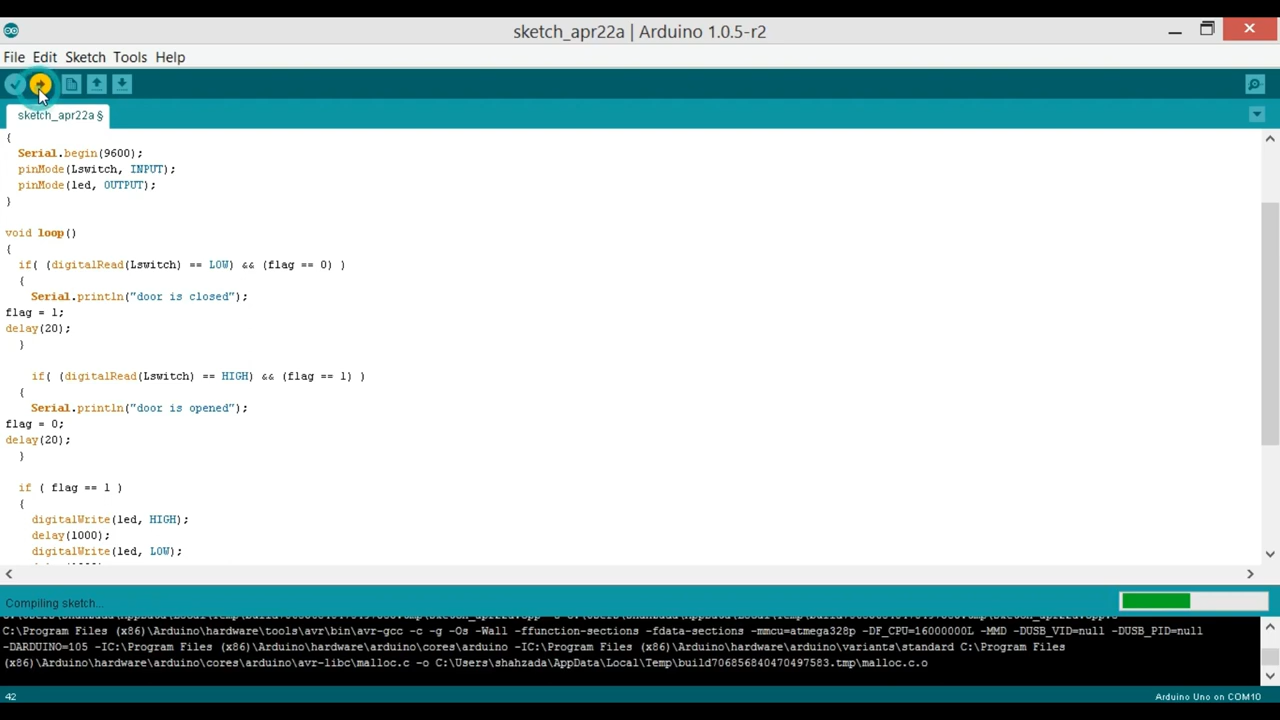 sketch_apr22a | Arduino 1.0.5-r2
File Edit Sketch Tools Help
sketch_apr22a §
{
Serial.begin(9600);
pinMode(Lswitch, INPUT);
pinMode(led, OUTPUT);
}
void loop()
{
if( (digitalRead(Lswitch) == LOW) && (flag == 0) )
{
Serial.println("door is closed");
flag = 1;
delay(20);
}
if( (digitalRead(Lswitch) == HIGH) && (flag == 1) )
{
Serial.println("door is opened");
flag = 0;
delay(20);
}
if ( flag == 1 )
{
digitalWrite(led, HIGH);
delay(1000);
digitalWrite(led, LOW);
Compiling sketch...
C:\Program Files (x86)\Arduino\hardware\tools\avr\bin\avr-gcc -c -g -Os -Wall -ffunction-sections -fdata-sections -mmcu=atmega328p -DF_CPU=16000000L -MMD -DUSB_VID=null -DUSB_PID=null
-DARDUINO=105 -IC:\Program Files (x86)\Arduino\hardware\arduino\cores\arduino -IC:\Program Files (x86)\Arduino\hardware\arduino\variants\standard C:\Program Files
(x86)\Arduino\hardware\arduino\cores\arduino\avr-libc\malloc.c -o C:\Users\shahzada\AppData\Local\Temp\build706856840470497583.tmp\malloc.c.o
42
Arduino Uno on COM10